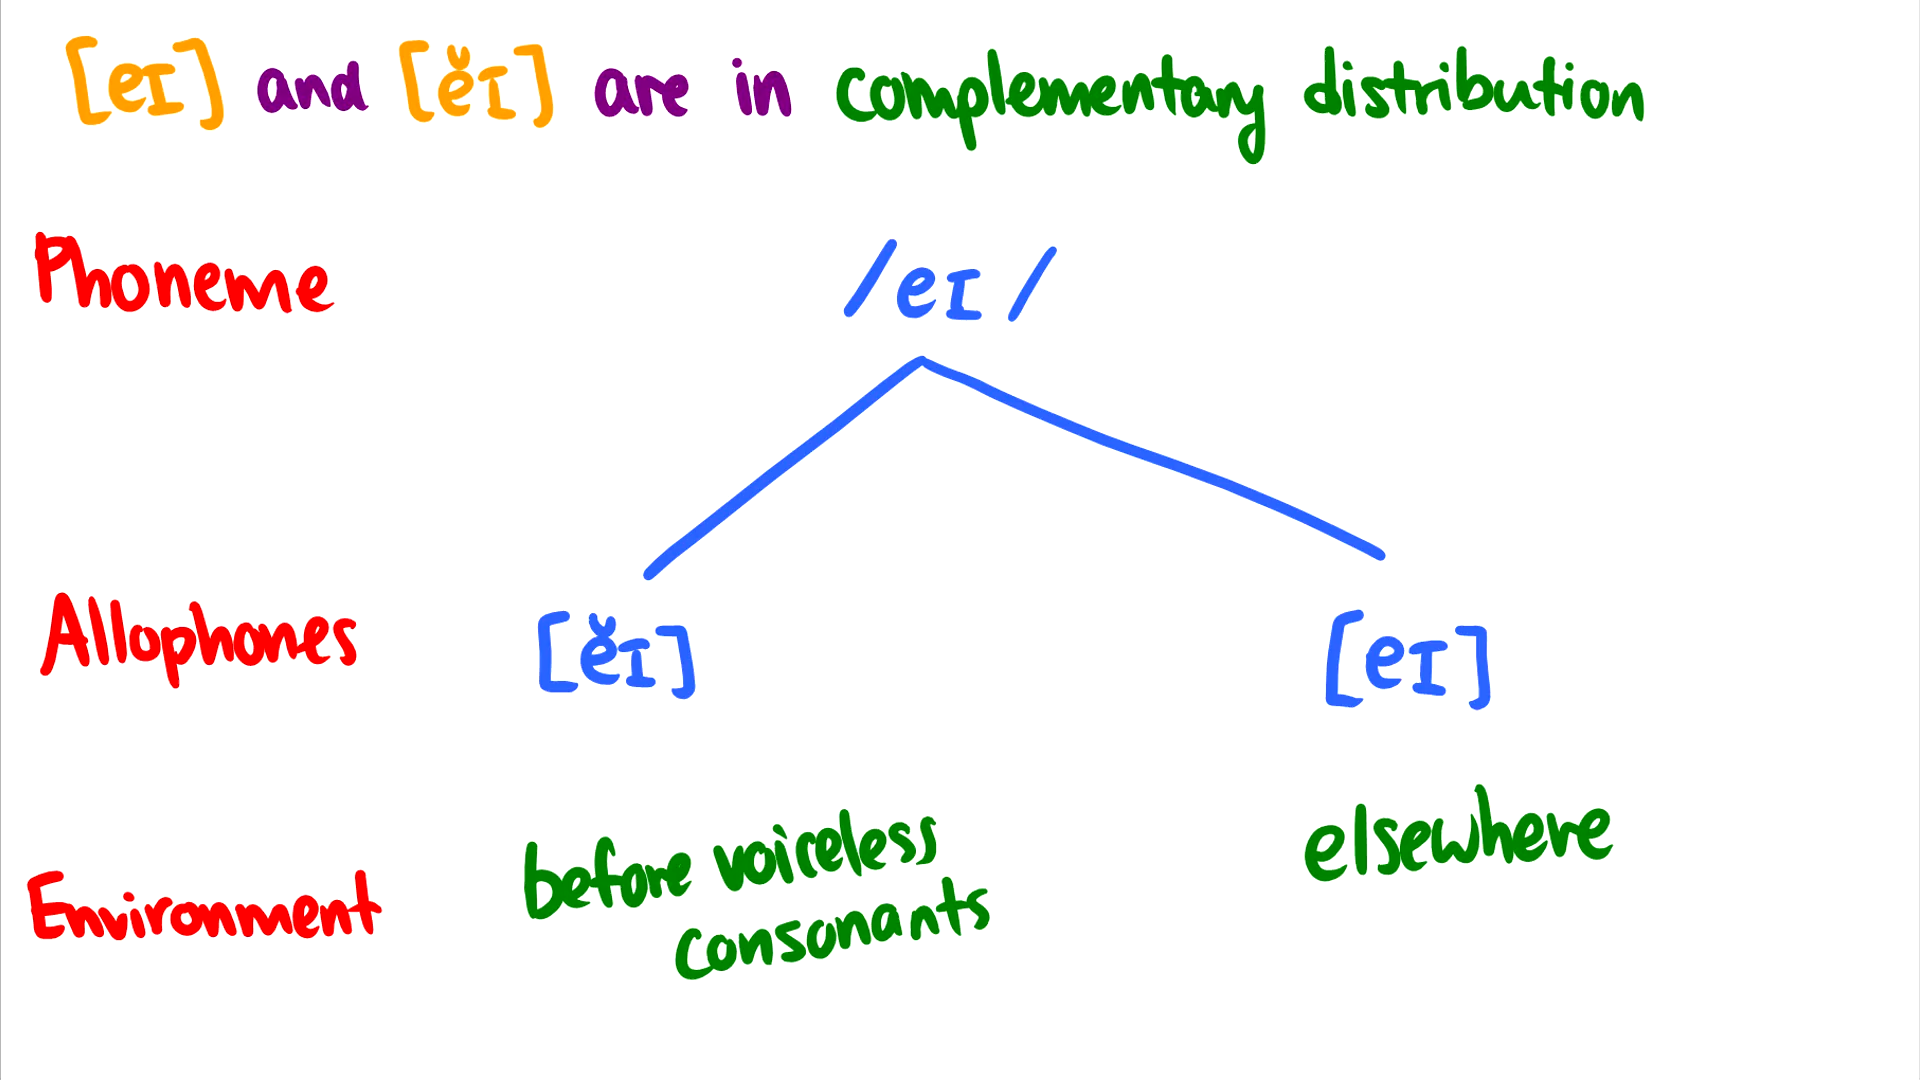 [eɪ] and [ĕɪ] are in complementary distribution
Phoneme
/eɪ/
Allophones
[ĕɪ]
[eɪ]
Environment
before voiceless
consonants
elsewhere